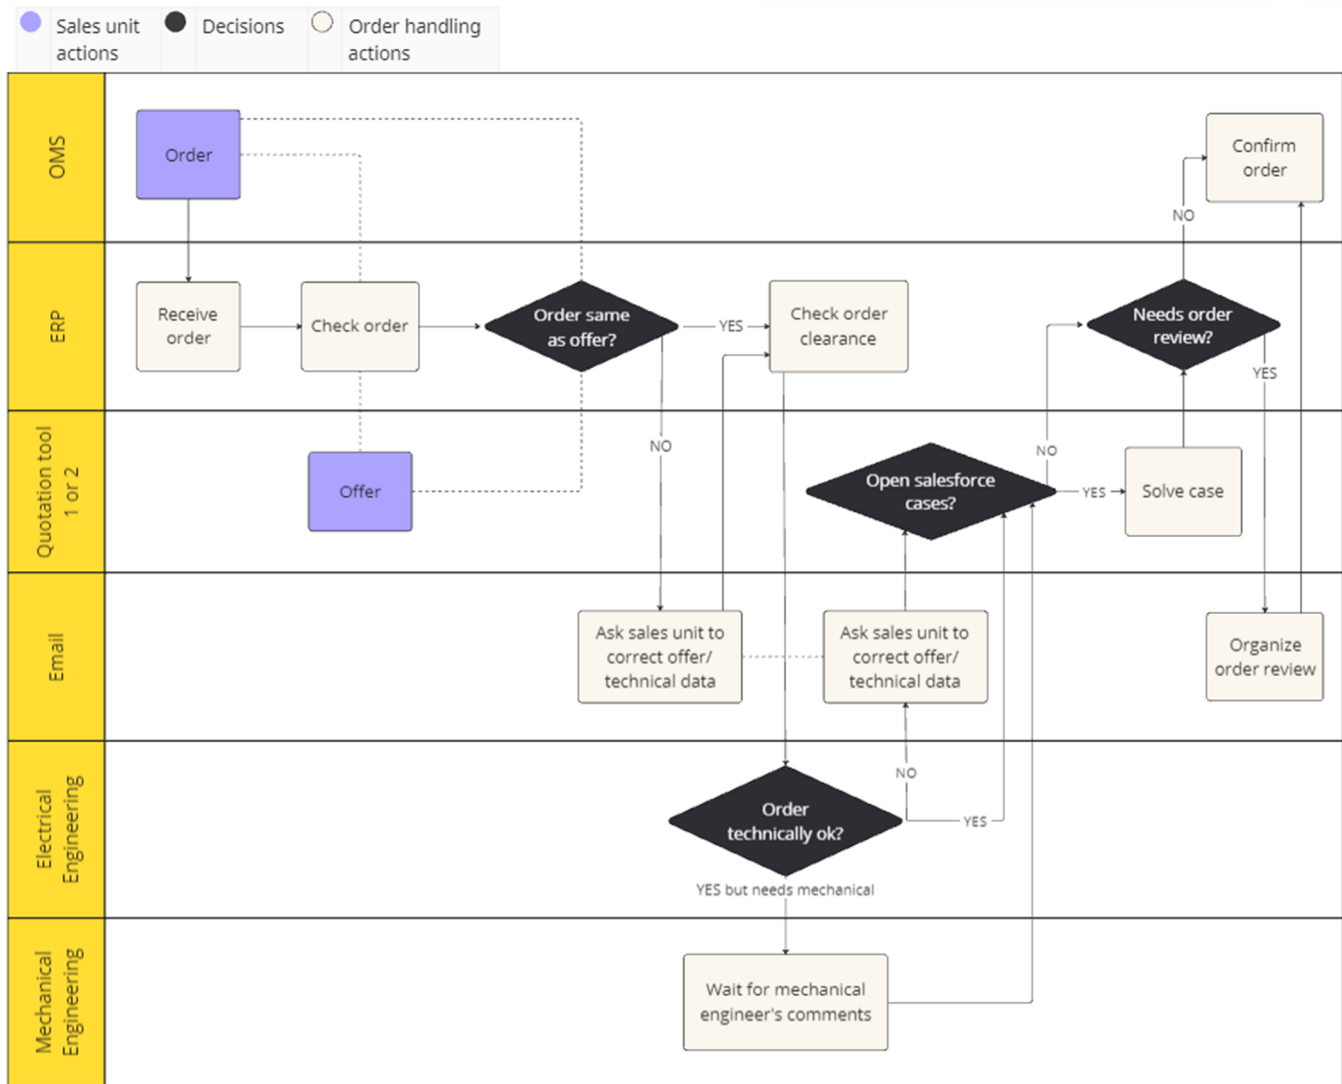 Sales unit
actions
Decisions
Order handling
actions
OMS
Order
Confirm
order
NO
ERP
Receive
order
Check order
Order same
as offer?
YES
Check order
clearance
Needs order
review?
YES
NO
NO
Quotation tool
1 or 2
Offer
Open salesforce
cases?
YES
Solve case
Email
Ask sales unit to
correct offer/
technical data
Ask sales unit to
correct offer/
technical data
Organize
order review
Electrical
Engineering
NO
Order
technically ok?
YES
YES but needs mechanical
Mechanical
Engineering
Wait for mechanical
engineer's comments